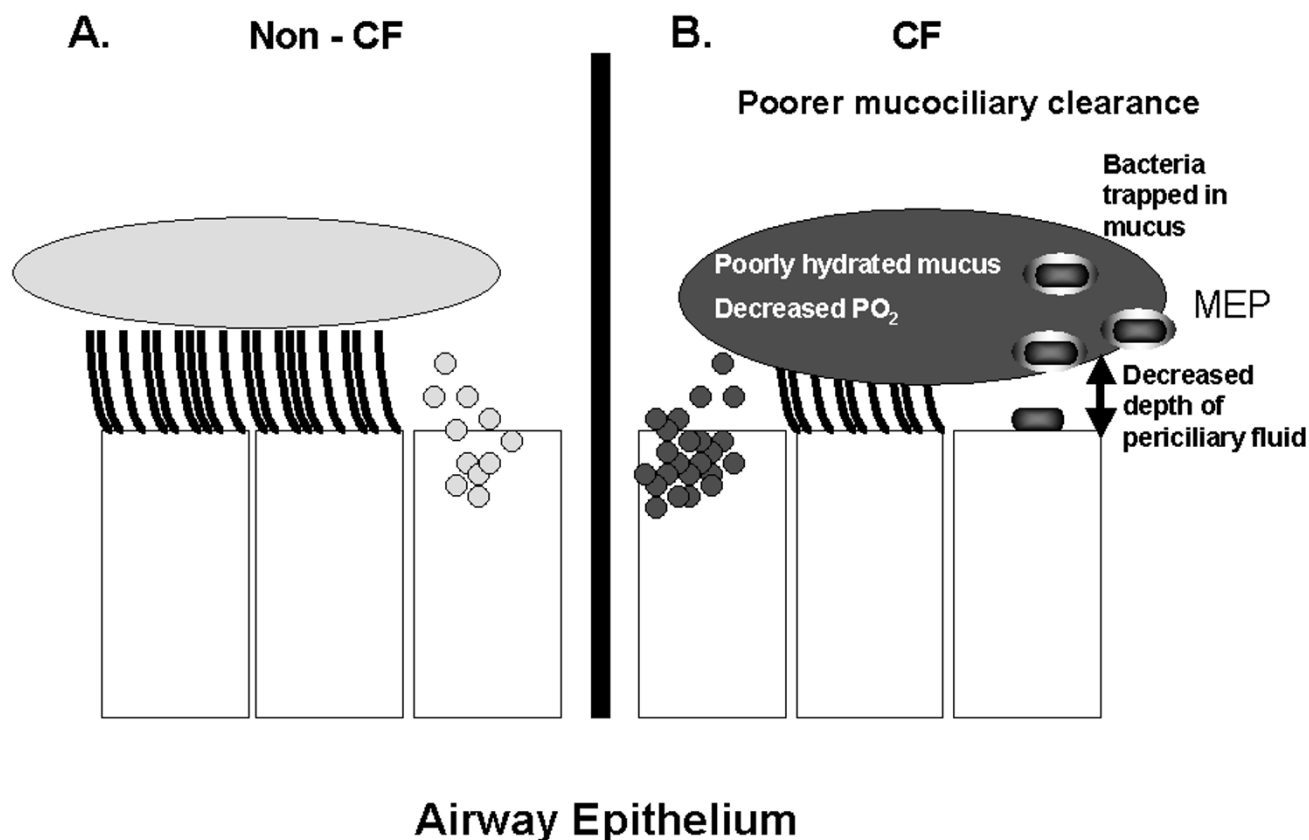 A. Non - CF
B. CF
Poorer mucociliary clearance
Bacteria
trapped in
mucus
Poorly hydrated mucus
Decreased PO₂
MEP
Decreased
depth of
periciliary fluid
Airway Epithelium